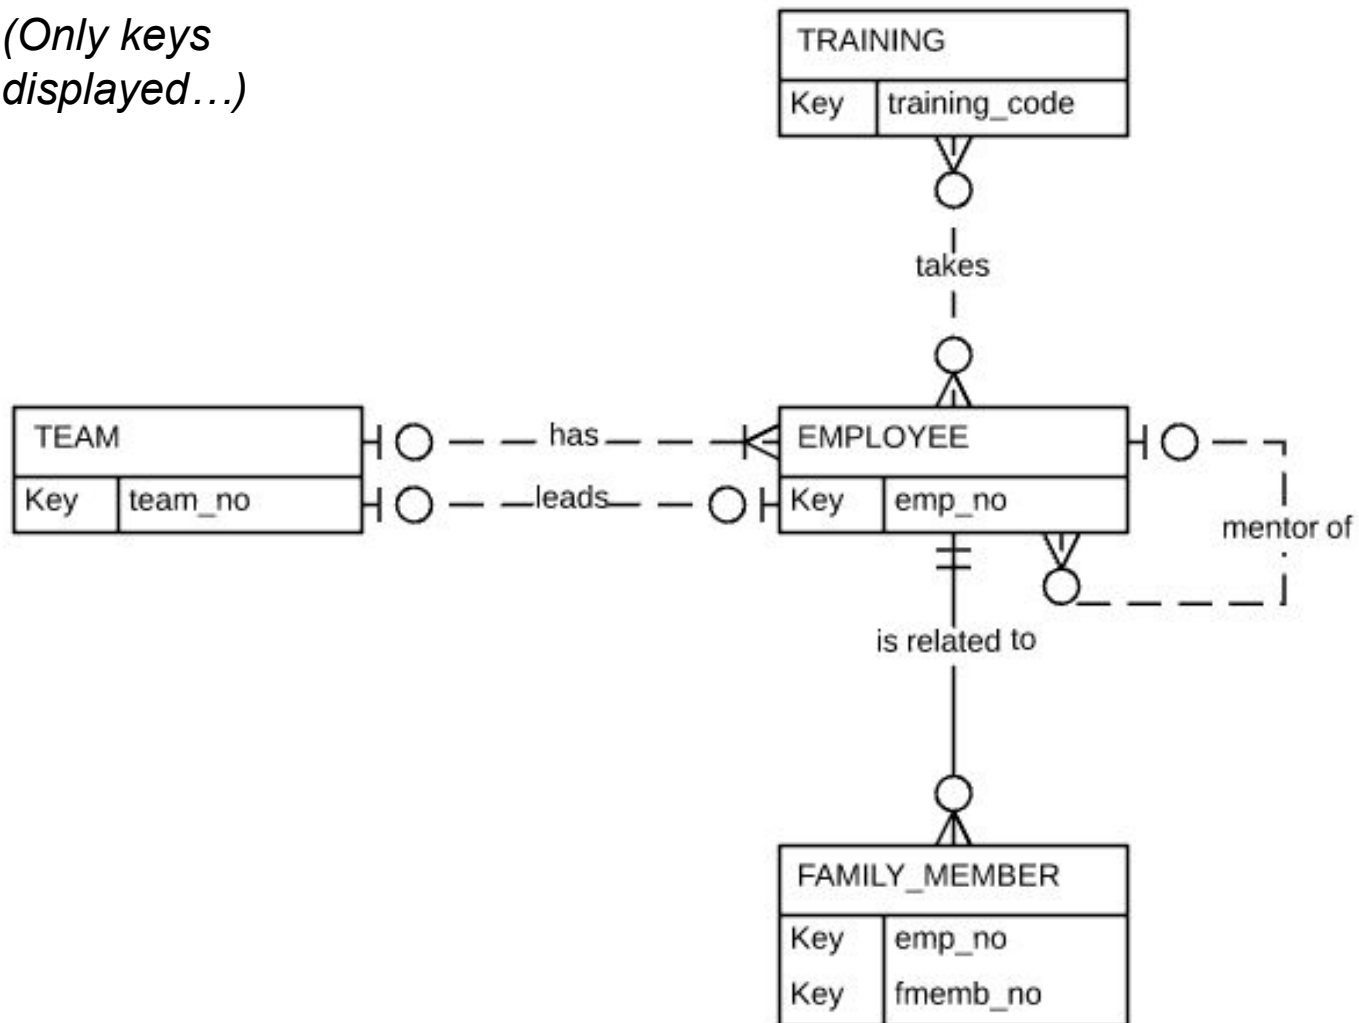 (Only keys
displayed…)
TRAINING
Key training_code
takes
TEAM
Key team_no
has
leads
EMPLOYEE
Key emp_no
mentor of
is related to
FAMILY_MEMBER
Key emp_no
Key fmemb_no